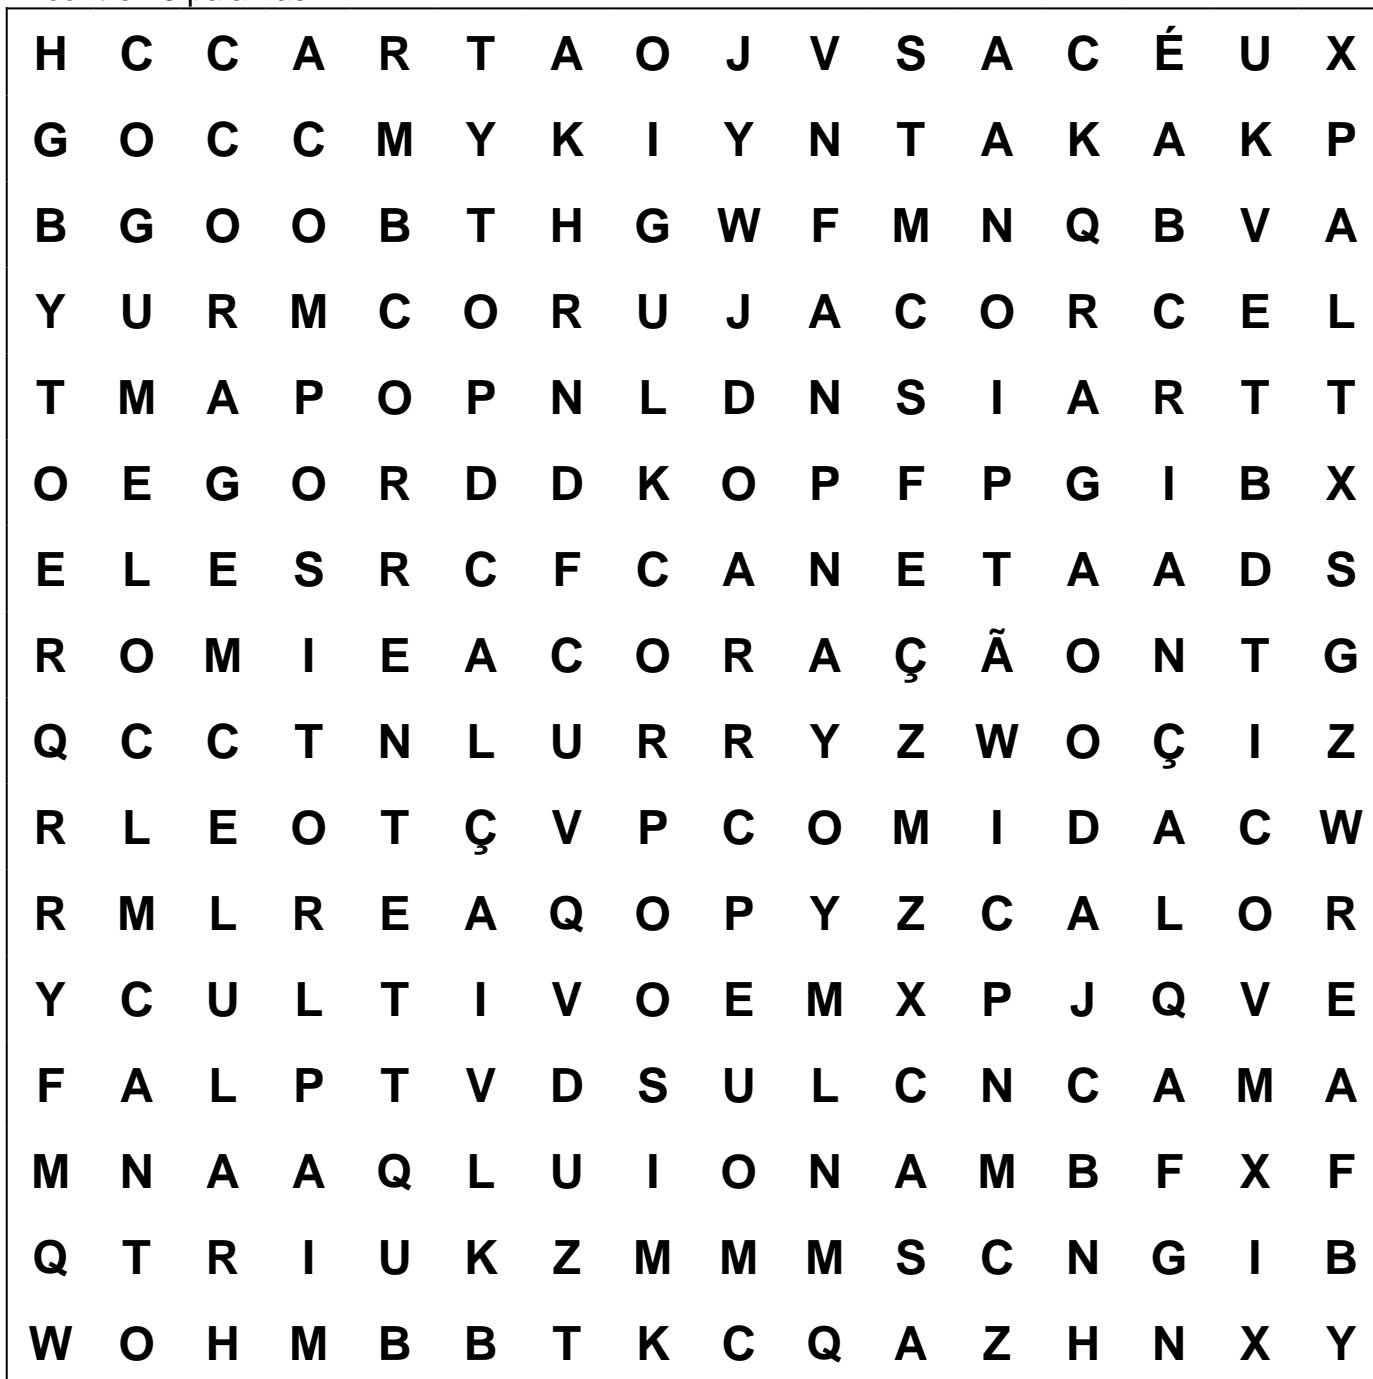 H C C A R T A O J V S A C É U X
G O C C M Y K I Y N T A K A K P
B G O O B T H G W F M N Q B V A
Y U R M C O R U J A C O R C E L
T M A P O P N L D N S I A R T T
O E G O R D D K O P F P G I B X
E L E S R C F C A N E T A A D S
R O M I E A C O R A Ç Ã O N T G
Q C C T N L U R R Y Z W O Ç I Z
R L E O T Ç V P C O M I D A C W
R M L R E A Q O P Y Z C A L O R
Y C U L T I V O E M X P J Q V E
F A L P T V D S U L C N C A M A
M N A A Q L U I O N A M B F X F
Q T R I U K Z M M M S C N G I B
W O H M B B T K C Q A Z H N X Y